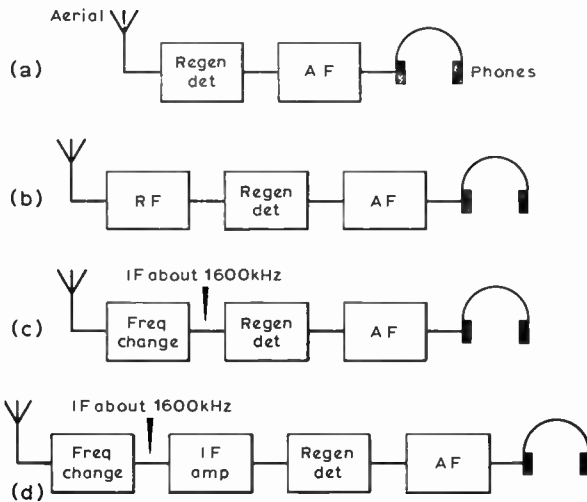 Aerial
(a)
Regen
det
AF
Phones
(b)
RF
Regen
det
AF
IF about 1600kHz
(c)
Freq
change
Regen
det
AF
IF about 1600kHz
(d)
Freq
change
IF
amp
Regen
det
AF